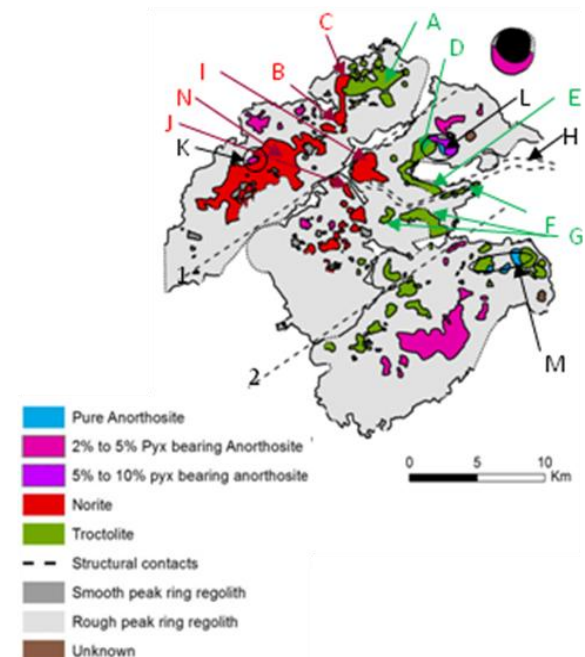 C
A
D
I
B
E
N
L
H
J
K
F
G
1
2
M
Pure Anorthosite
2% to 5% Pyx bearing Anorthosite
5% to 10% pyx bearing anorthosite
Norite
Troctolite
Structural contacts
Smooth peak ring regolith
Rough peak ring regolith
Unknown
0 5 10
Km